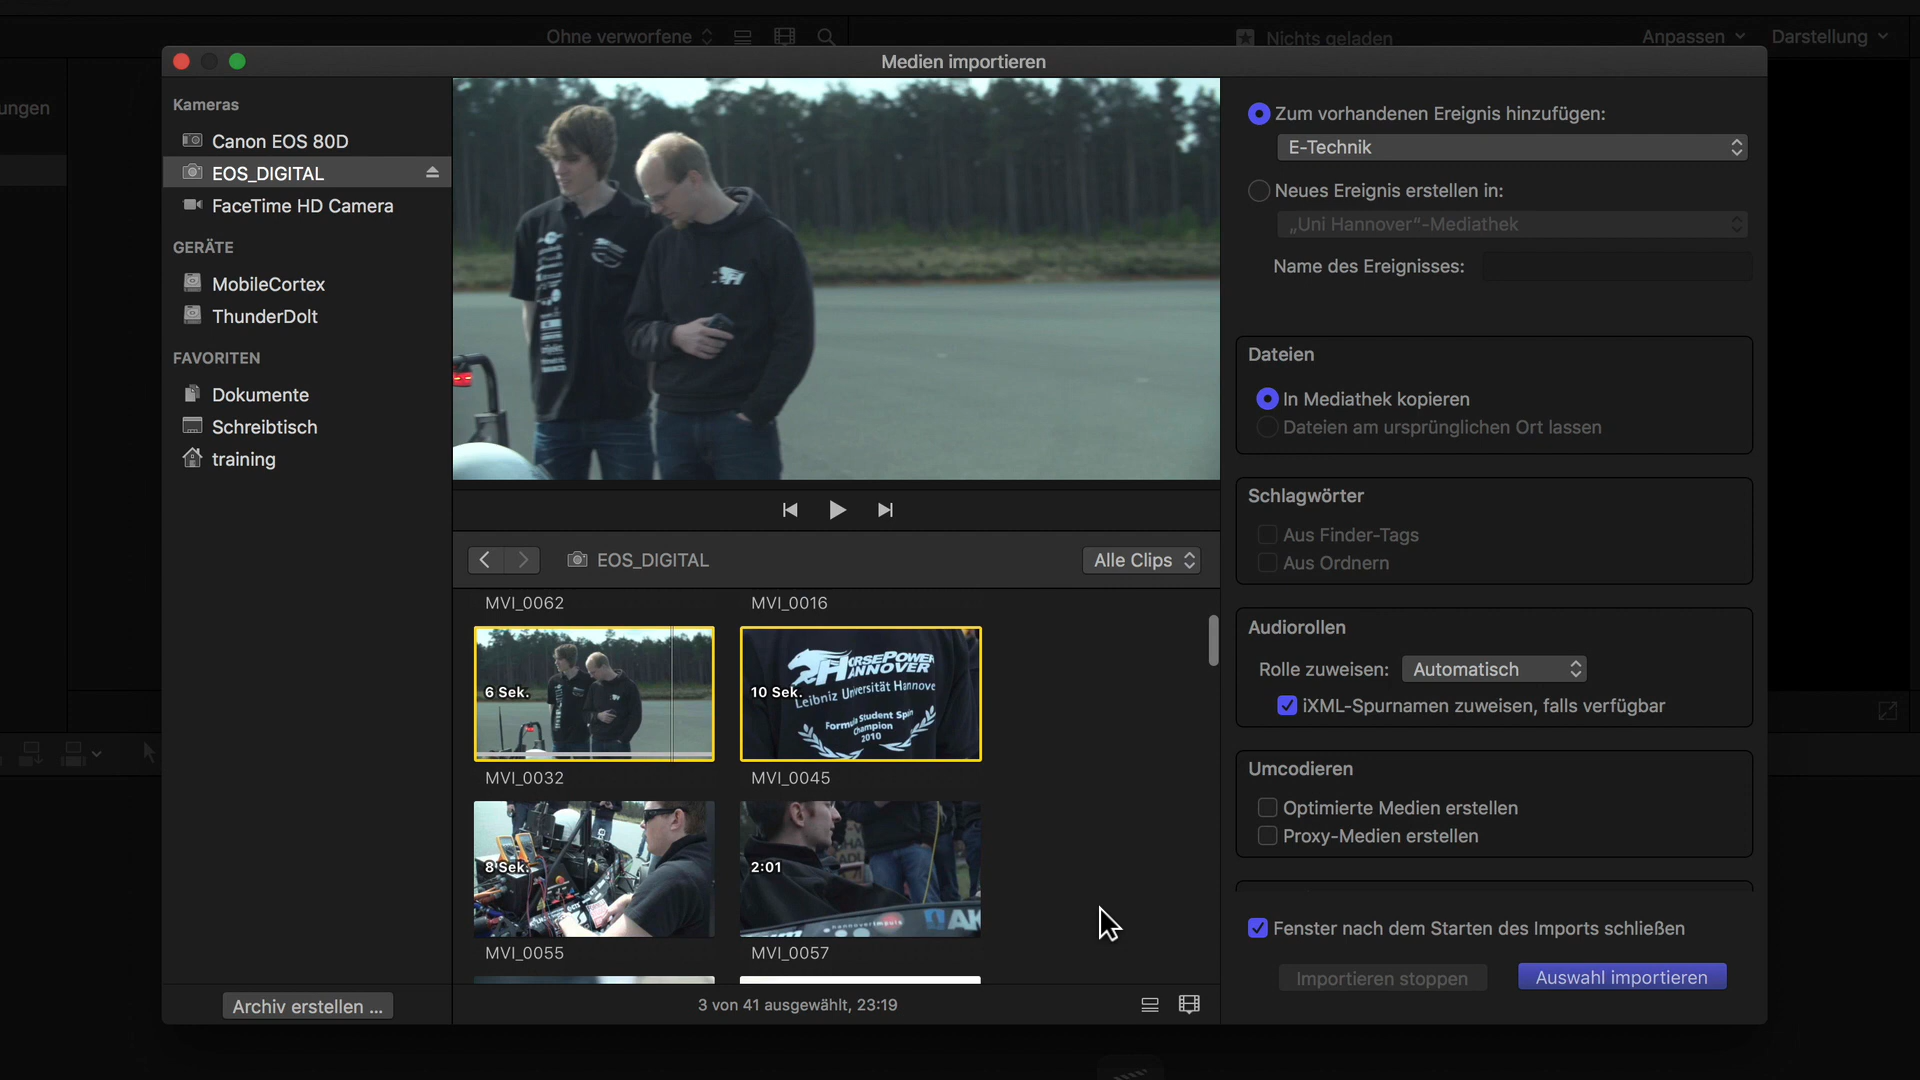 Ohne verworfene
Nichts geladen
Anpassen
Darstellung
Medien importieren
ungen
Kameras
Canon EOS 80D
EOS_DIGITAL
FaceTime HD Camera
GERÄTE
MobileCortex
ThunderDolt
FAVORITEN
Dokumente
Schreibtisch
training
Archiv erstellen ...
EOS_DIGITAL
Alle Clips
MVI_0062
MVI_0016
6 Sek.
10 Sek.
HORSEPOWER
HANNOVER
Leibniz Universität Hannove
Formula Student Spirit
Champion
2010
MVI_0032
MVI_0045
8 Sek.
2:01
hannoverimpuls
MVI_0055
MVI_0057
3 von 41 ausgewählt, 23:19
Zum vorhandenen Ereignis hinzufügen:
E-Technik
Neues Ereignis erstellen in:
„Uni Hannover“-Mediathek
Name des Ereignisses:
Dateien
In Mediathek kopieren
Dateien am ursprünglichen Ort lassen
Schlagwörter
Aus Finder-Tags
Aus Ordnern
Audiorollen
Rolle zuweisen: Automatisch
iXML-Spurnamen zuweisen, falls verfügbar
Umcodieren
Optimierte Medien erstellen
Proxy-Medien erstellen
Fenster nach dem Starten des Imports schließen
Importieren stoppen
Auswahl importieren